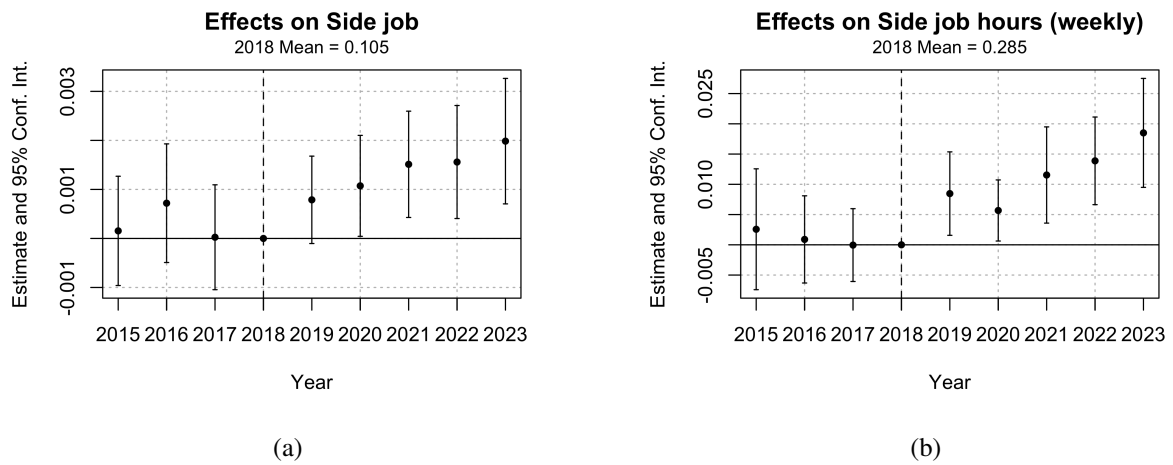 Effects on Side job
2018 Mean = 0.105
Estimate and 95% Conf. Int.
0.003
0.001
-0.001
2015 2016 2017 2018 2019 2020 2021 2022 2023
Year
(a)
Effects on Side job hours (weekly)
2018 Mean = 0.285
Estimate and 95% Conf. Int.
0.025
0.010
-0.005
2015 2016 2017 2018 2019 2020 2021 2022 2023
Year
(b)